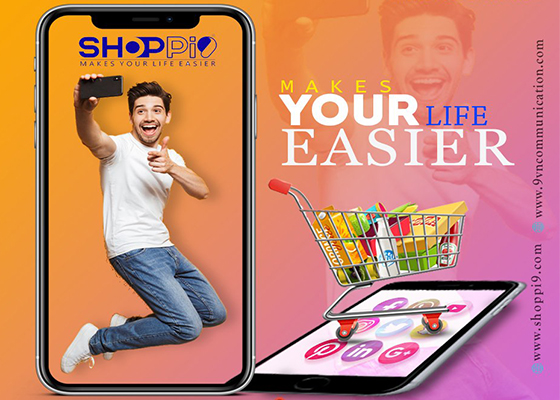 SHOPPi9
MAKES YOUR LIFE EASIER
MAKES
YOUR LIFE
EASIER
www.9vncommunication.com
www.shoppi9.com